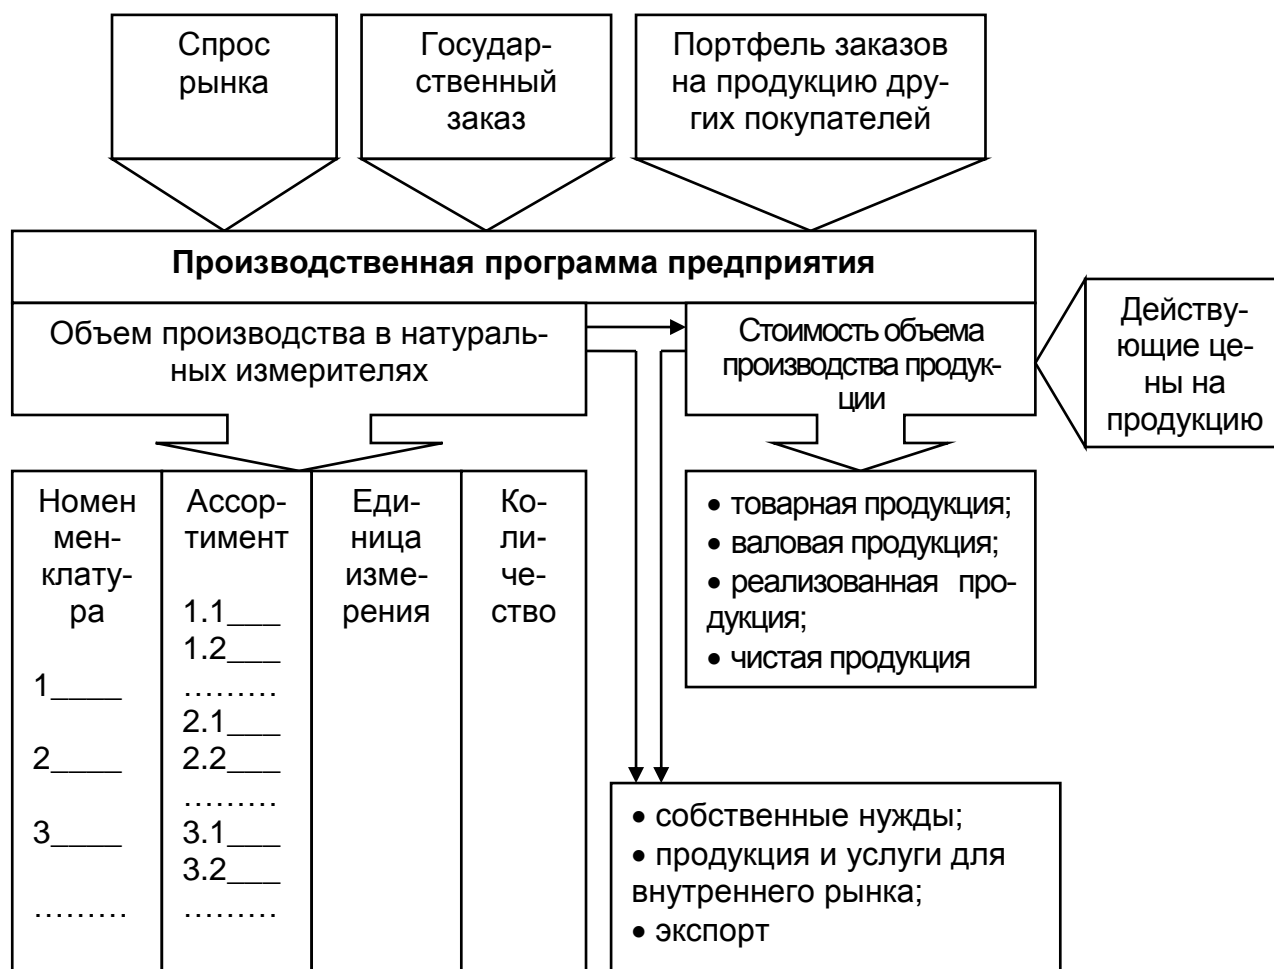 Спрос
рынка
Государ-
ственный
заказ
Портфель заказов
на продукцию дру-
гих покупателей
Производственная программа предприятия
Объем производства в натураль-
ных измерителях
Стоимость объема
производства продук-
ции
Действу-
ющие це-
ны на
продукцию
Номен
мен-
клату-
ра
1____
2____
3____
.........
Ассор-
тимент
1.1___
1.2___
.........
2.1___
2.2___
.........
3.1___
3.2___
.........
Еди-
ница
изме-
рения
Ко-
ли-
че-
ство
• товарная продукция;
• валовая продукция;
• реализованная про-
дукция;
• чистая продукция
• собственные нужды;
• продукция и услуги для
внутреннего рынка;
• экспорт